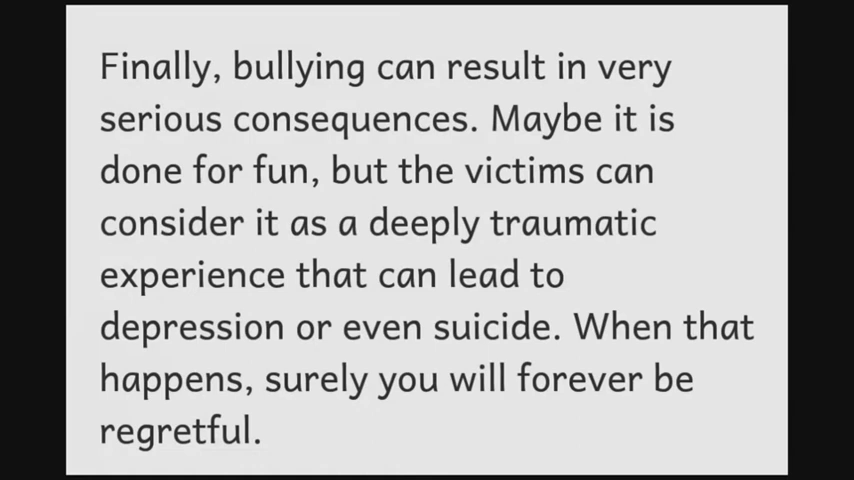 Finally, bullying can result in very
serious consequences. Maybe it is
done for fun, but the victims can
consider it as a deeply traumatic
experience that can lead to
depression or even suicide. When that
happens, surely you will forever be
regretful.